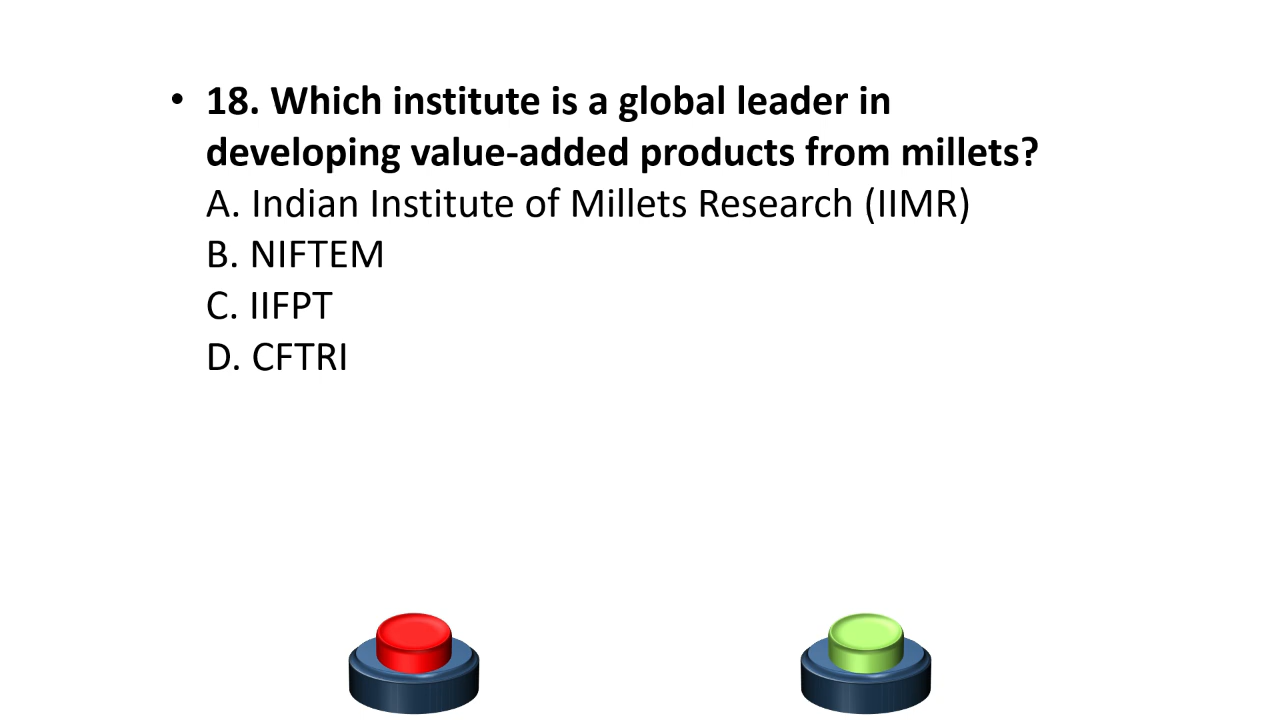 • 18. Which institute is a global leader in
developing value-added products from millets?
A. Indian Institute of Millets Research (IIMR)
B. NIFTEM
C. IIFPT
D. CFTRI